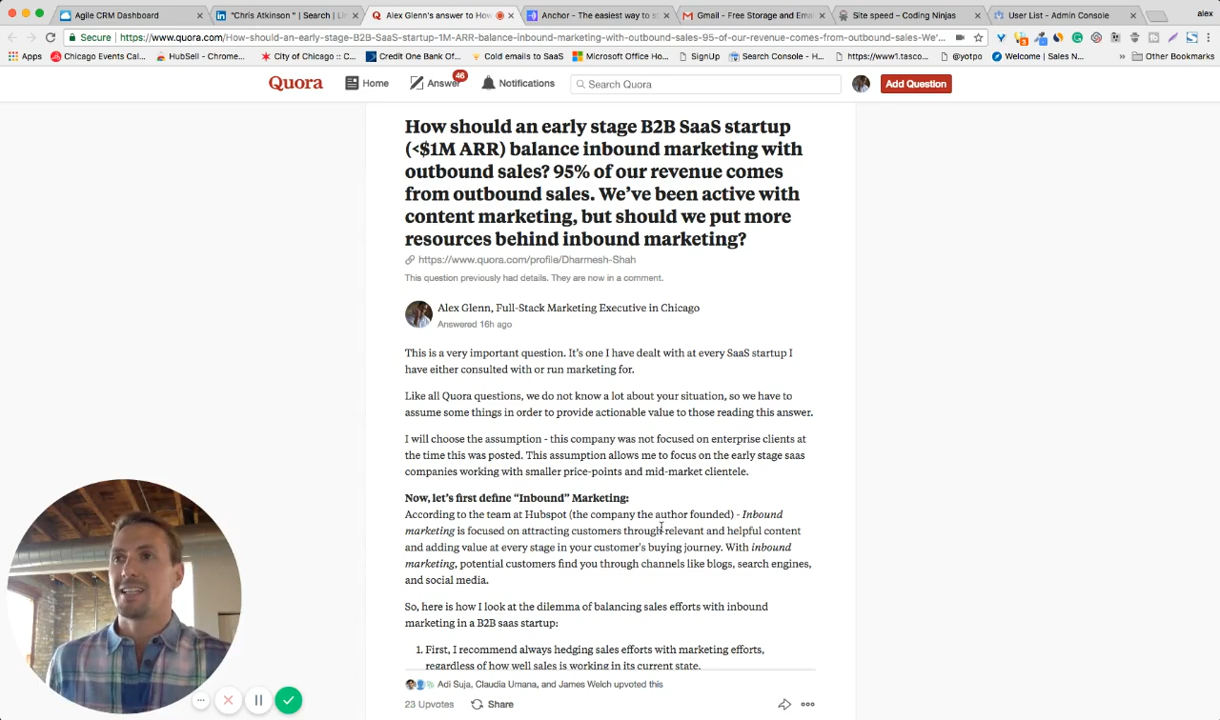 Agile CRM Dashboard
"Chris Atkinson " | Search | Lin
Alex Glenn's answer to How
Anchor - The easiest way to s
Gmail - Free Storage and Ema
Site speed – Coding Ninjas
User List - Admin Console
alex
Secure https://www.quora.com/How-should-an-early-stage-B2B-SaaS-startup-1M-ARR-balance-inbound-marketing-with-outbound-sales-95-of-our-revenue-comes-from-outbound-sales-We'...
Apps
Chicago Events Cal...
HubSell - Chrome...
City of Chicago :: C...
Credit One Bank Of...
Cold emails to SaaS
Microsoft Office Ho...
SignUp
Search Console - H...
https://www1.tasco...
@yotpo
Welcome | Sales N...
» Other Bookmarks
Quora
Home
Answer
46
Notifications
Search Quora
Add Question
How should an early stage B2B SaaS startup
(<$1M ARR) balance inbound marketing with
outbound sales? 95% of our revenue comes
from outbound sales. We've been active with
content marketing, but should we put more
resources behind inbound marketing?
https://www.quora.com/profile/Dharmesh-Shah
This question previously had details. They are now in a comment.
Alex Glenn, Full-Stack Marketing Executive in Chicago
Answered 16h ago
This is a very important question. It's one I have dealt with at every SaaS startup I
have either consulted with or run marketing for.
Like all Quora questions, we do not know a lot about your situation, so we have to
assume some things in order to provide actionable value to those reading this answer.
I will choose the assumption - this company was not focused on enterprise clients at
the time this was posted. This assumption allows me to focus on the early stage saas
companies working with smaller price-points and mid-market clientele.
Now, let's first define "Inbound" Marketing:
According to the team at Hubspot (the company the author founded) - Inbound
marketing is focused on attracting customers through relevant and helpful content
and adding value at every stage in your customer's buying journey. With inbound
marketing, potential customers find you through channels like blogs, search engines,
and social media.
So, here is how I look at the dilemma of balancing sales efforts with inbound
marketing in a B2B saas startup:
1. First, I recommend always hedging sales efforts with marketing efforts,
regardless of how well sales is working in its current state.
Adi Suja, Claudia Umana, and James Welch upvoted this
23 Upvotes
Share